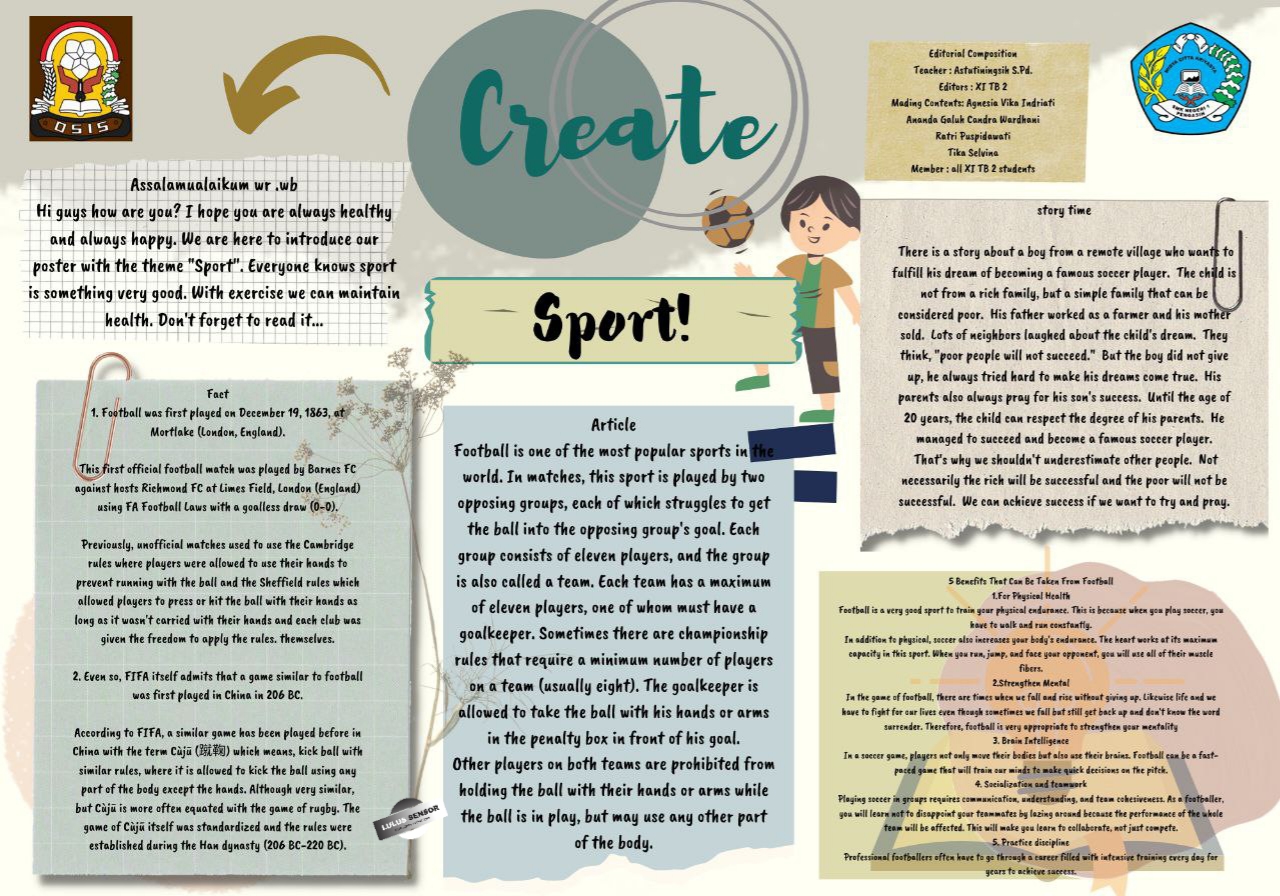 OSIS
Create
Sport!
Editorial Composition
Teacher : Astutiningsih S.Pd.
Editors : XI TB 2
Mading Contents: Agnesia Vika Indriati
Ananda Galuh Candra Wardhani
Ratri Puspidawati
Tika Selvina
Member : all XI TB 2 students
Assalamualaikum wr .wb
Hi guys how are you? I hope you are always healthy
and always happy. We are here to introduce our
poster with the theme "Sport". Everyone knows sport
is something very good. With exercise we can maintain
health. Don't forget to read it...
Fact
1. Football was first played on December 19, 1863, at
Mortlake (London, England).
This first official football match was played by Barnes FC
against hosts Richmond FC at Limes Field, London (England)
using FA Football Laws with a goalless draw (0-0).
Previously, unofficial matches used to use the Cambridge
rules where players were allowed to use their hands to
prevent running with the ball and the Sheffield rules which
allowed players to press or hit the ball with their hands as
long as it wasn't carried with their hands and each club was
given the freedom to apply the rules. themselves.
2. Even so, FIFA itself admits that a game similar to football
was first played in China in 206 BC.
According to FIFA, a similar game has been played before in
China with the term Cùjū (蹴鞠) which means, kick ball with
similar rules, where it is allowed to kick the ball using any
part of the body except the hands. Although very similar,
but Cùjū is more often equated with the game of rugby. The
game of Cùjū itself was standardized and the rules were
established during the Han dynasty (206 BC-220 BC).
LULUS SENSOR
Article
Football is one of the most popular sports in the
world. In matches, this sport is played by two
opposing groups, each of which struggles to get
the ball into the opposing group's goal. Each
group consists of eleven players, and the group
is also called a team. Each team has a maximum
of eleven players, one of whom must have a
goalkeeper. Sometimes there are championship
rules that require a minimum number of players
on a team (usually eight). The goalkeeper is
allowed to take the ball with his hands or arms
in the penalty box in front of his goal.
Other players on both teams are prohibited from
holding the ball with their hands or arms while
the ball is in play, but may use any other part
of the body.
story time
There is a story about a boy from a remote village who wants to
fulfill his dream of becoming a famous soccer player. The child is
not from a rich family, but a simple family that can be
considered poor. His father worked as a farmer and his mother
sold. Lots of neighbors laughed about the child's dream. They
think, "poor people will not succeed." But the boy did not give
up, he always tried hard to make his dreams come true. His
parents also always pray for his son's success. Until the age of
20 years, the child can respect the degree of his parents. He
managed to succeed and become a famous soccer player.
That's why we shouldn't underestimate other people. Not
necessarily the rich will be successful and the poor will not be
successful. We can achieve success if we want to try and pray.
5 Benefits That Can Be Taken From Football
1.For Physical Health
Football is a very good sport to train your physical endurance. This is because when you play soccer, you
have to walk and run constantly.
In addition to physical, soccer also increases your body's endurance. The heart works at its maximum
capacity in this sport. When you run, jump, and face your opponent, you will use all of their muscle
fibers.
2.Strengthen Mental
In the game of football, there are times when we fall and rise without giving up. Likewise life and we
have to fight for our lives even though sometimes we fall but still get back up and don't know the word
surrender. Therefore, football is very appropriate to strengthen your mentality
3. Brain Intelligence
In a soccer game, players not only move their bodies but also use their brains. Football can be a fast-
paced game that will train our minds to make quick decisions on the pitch.
4. Socialization and teamwork
Playing soccer in groups requires communication, understanding, and team cohesiveness. As a footballer,
you will learn not to disappoint your teammates by lazing around because the performance of the whole
team will be affected. This will make you learn to collaborate, not just compete.
5. Practice discipline
Professional footballers often have to go through a career filled with intensive training every day for
years to achieve success.